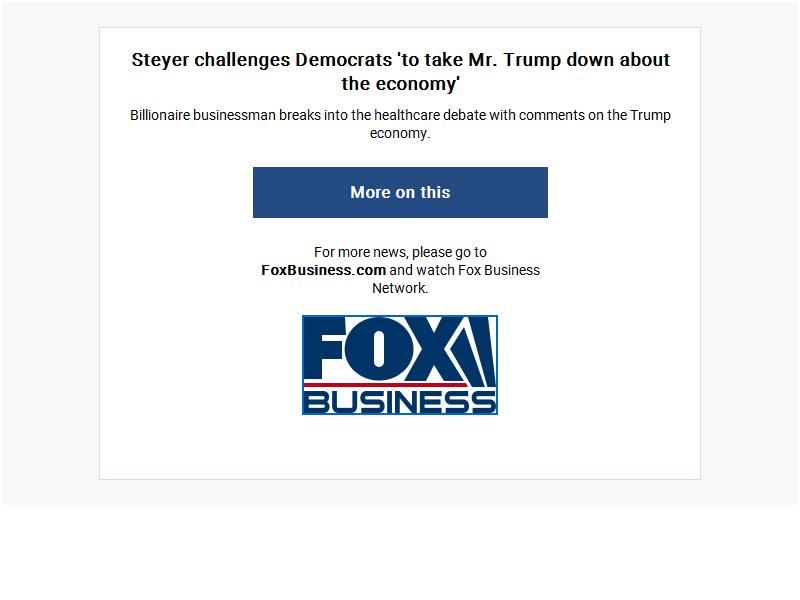 Steyer challenges Democrats 'to take Mr. Trump down about
the economy'
Billionaire businessman breaks into the healthcare debate with comments on the Trump
economy.
More on this
For more news, please go to
FoxBusiness.com and watch Fox Business
Network.
FOX
BUSINESS